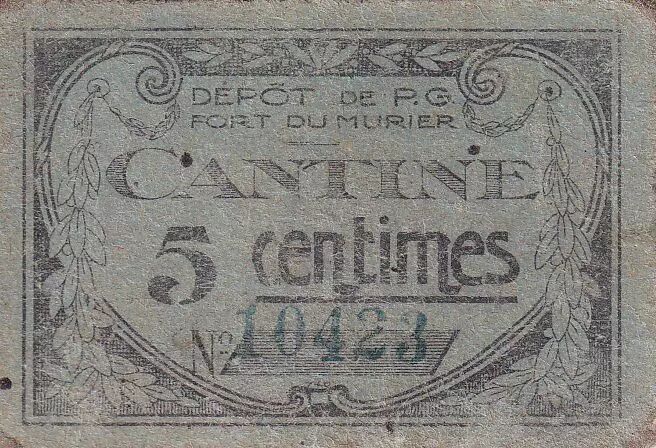 DÉPÔT DE P.G.
FORT DU MURIER
CANTINE
5 centimes
No 10423